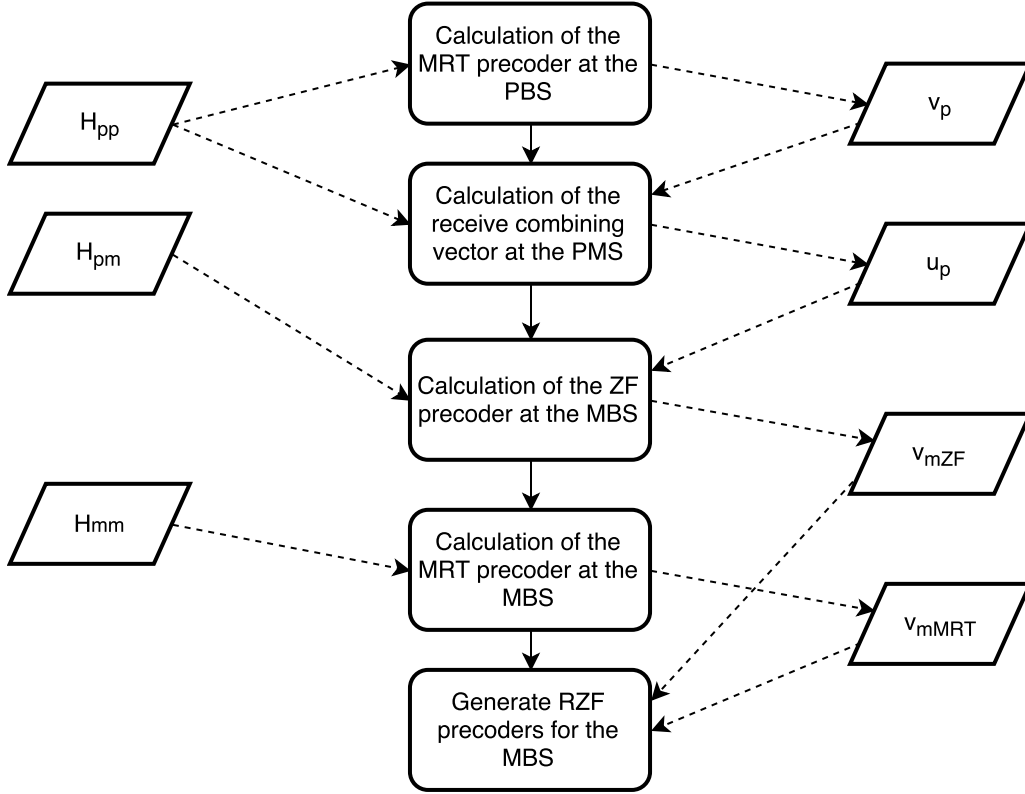 Calculation of the
MRT precoder at the
PBS
H_pp
v_p
Calculation of the
receive combining
vector at the PMS
H_pm
u_p
Calculation of the ZF
precoder at the MBS
v_mZF
Hmm
Calculation of the
MRT precoder at the
MBS
v_mMRT
Generate RZF
precoders for the
MBS